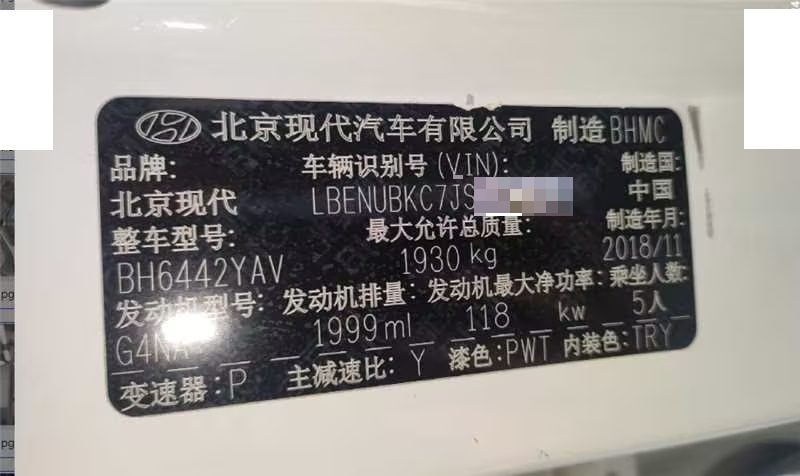 北京现代汽车有限公司 制造BHMC
品牌: 车辆识别号(VIN): 制造国:
北京现代 LBENUBKC7JS 中国
整车型号: 最大允许总质量: 制造年月:
BH6442YAV 1930 kg 2018/11
发动机型号: 发动机排量: 发动机最大净功率: 乘坐人数:
G4NA 1999ml 118 kw 5人
变速器:P 主减速比:Y 漆色:PWT 内装色:TRY
pg
pg